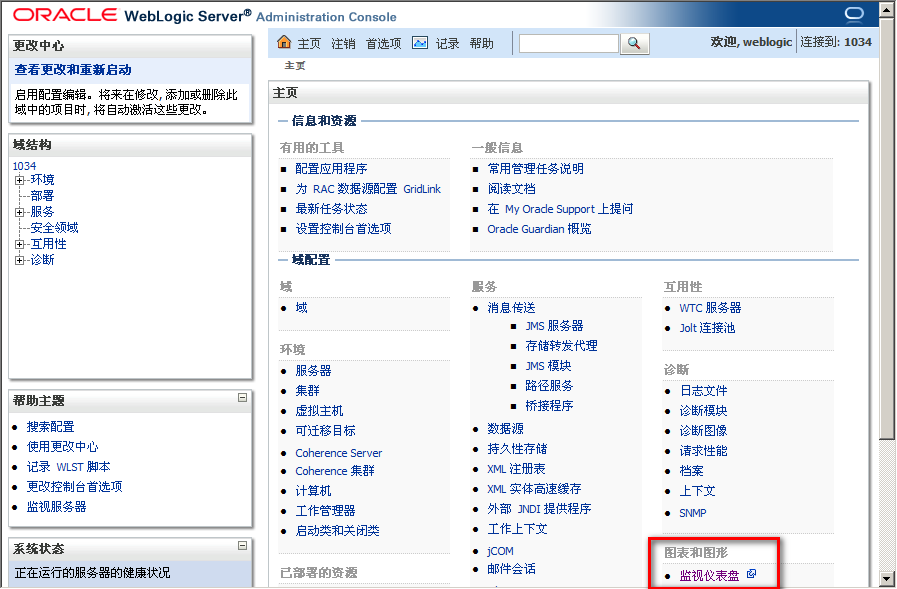 ORACLE WebLogic Server® Administration Console
更改中心
查看更改和重新启动
启用配置编辑。将来在修改, 添加或删除此
域中的项目时, 将自动激活这些更改。
域结构
1034
环境
部署
服务
安全领域
互用性
诊断
帮助主题
搜索配置
使用更改中心
记录 WLST 脚本
更改控制台首选项
监视服务器
系统状态
正在运行的服务器的健康状况
主页 注销 首选项 记录 帮助
欢迎, weblogic 连接到: 1034
主页
主页
信息和资源
有用的工具
配置应用程序
为 RAC 数据源配置 GridLink
最新任务状态
设置控制台首选项
一般信息
常用管理任务说明
阅读文档
在 My Oracle Support 上提问
Oracle Guardian 概览
域配置
域
域
环境
服务器
集群
虚拟主机
可迁移目标
Coherence Server
Coherence 集群
计算机
工作管理器
启动类和关闭类
已部署的资源
服务
消息传送
JMS 服务器
存储转发代理
JMS 模块
路径服务
桥接程序
数据源
持久性存储
XML 注册表
XML 实体高速缓存
外部 JNDI 提供程序
工作上下文
jCOM
邮件会话
互用性
WTC 服务器
Jolt 连接池
诊断
日志文件
诊断模块
诊断图像
请求性能
档案
上下文
SNMP
图表和图形
监视仪表盘